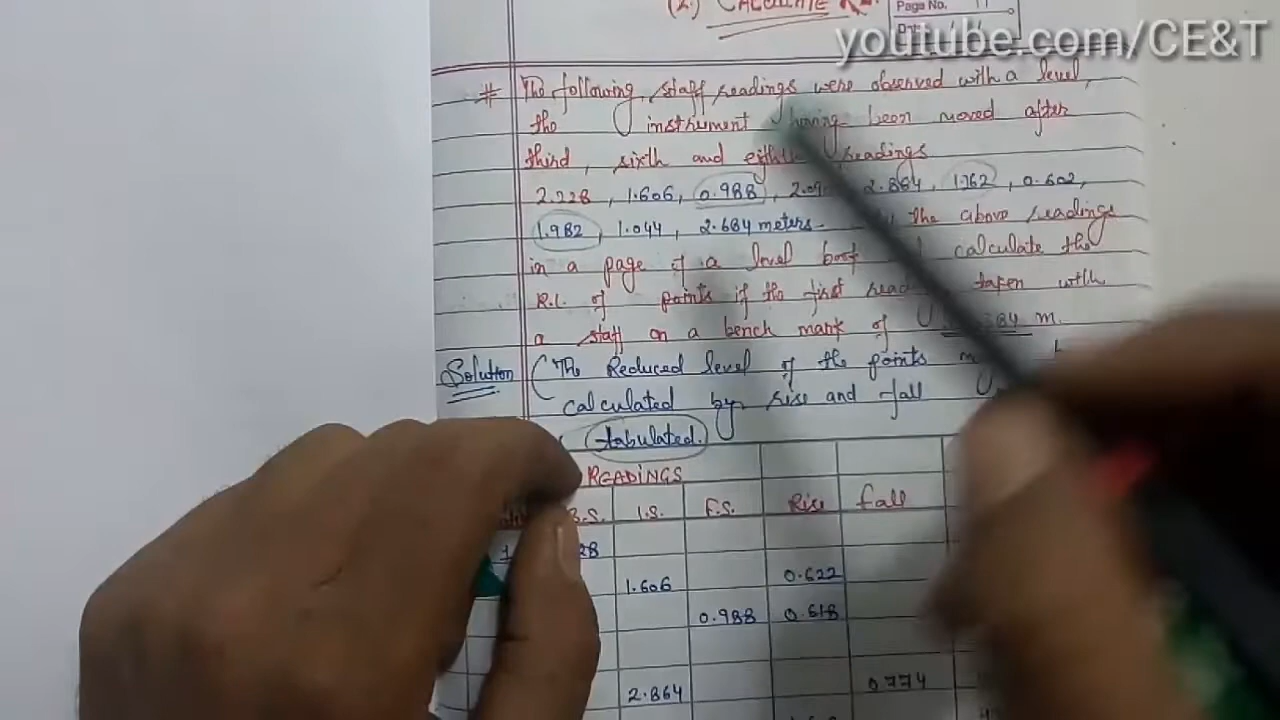 (2.) CALCULATE R
Page No.
youtube.com/CE&T
# The following staff readings were observed with a level,
the instrument having been moved after
third, sixth and eighth readings
2.228, 1.606, 0.988, 2.864, 1.262, 0.602,
1.982, 1.044, 2.684 meters. the above readings
in a page of a level book calculate the
R.L. of points if the first taken with
a staff on a bench mark of m.
Solution (The Reduced level of the points
calculated by rise and fall
tabulated.
READINGS
B.S. I.S. F.S. Rise fall
1.606 0.622
0.988 0.618
2.864 0.774